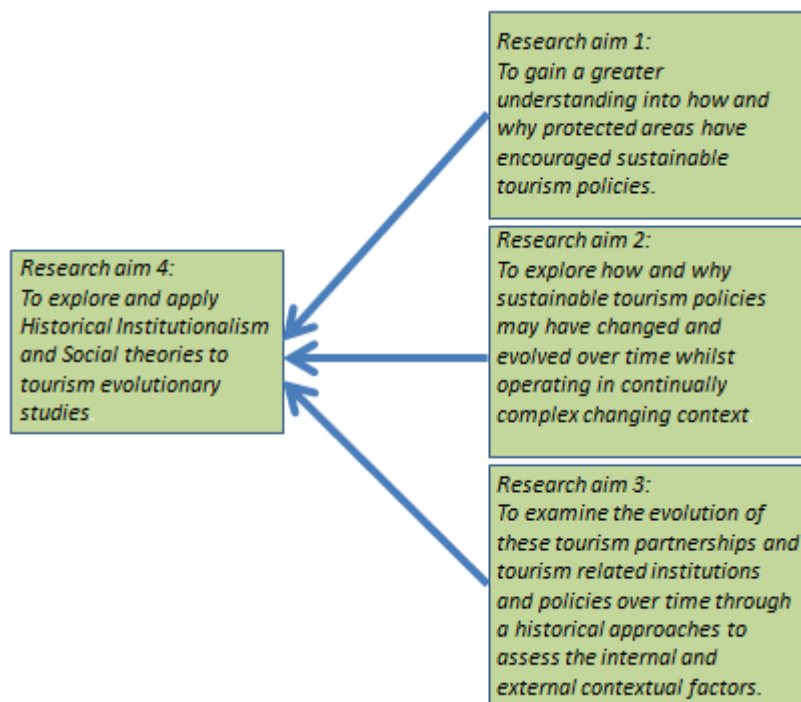 Research aim 1:
To gain a greater
understanding into how and
why protected areas have
encouraged sustainable
tourism policies.
Research aim 2:
To explore how and why
sustainable tourism policies
may have changed and
evolved over time whilst
operating in continually
complex changing context.
Research aim 3:
To examine the evolution of
these tourism partnerships and
tourism related institutions
and policies over time through
a historical approaches to
assess the internal and
external contextual factors.
Research aim 4:
To explore and apply
Historical Institutionalism
and Social theories to
tourism evolutionary
studies.